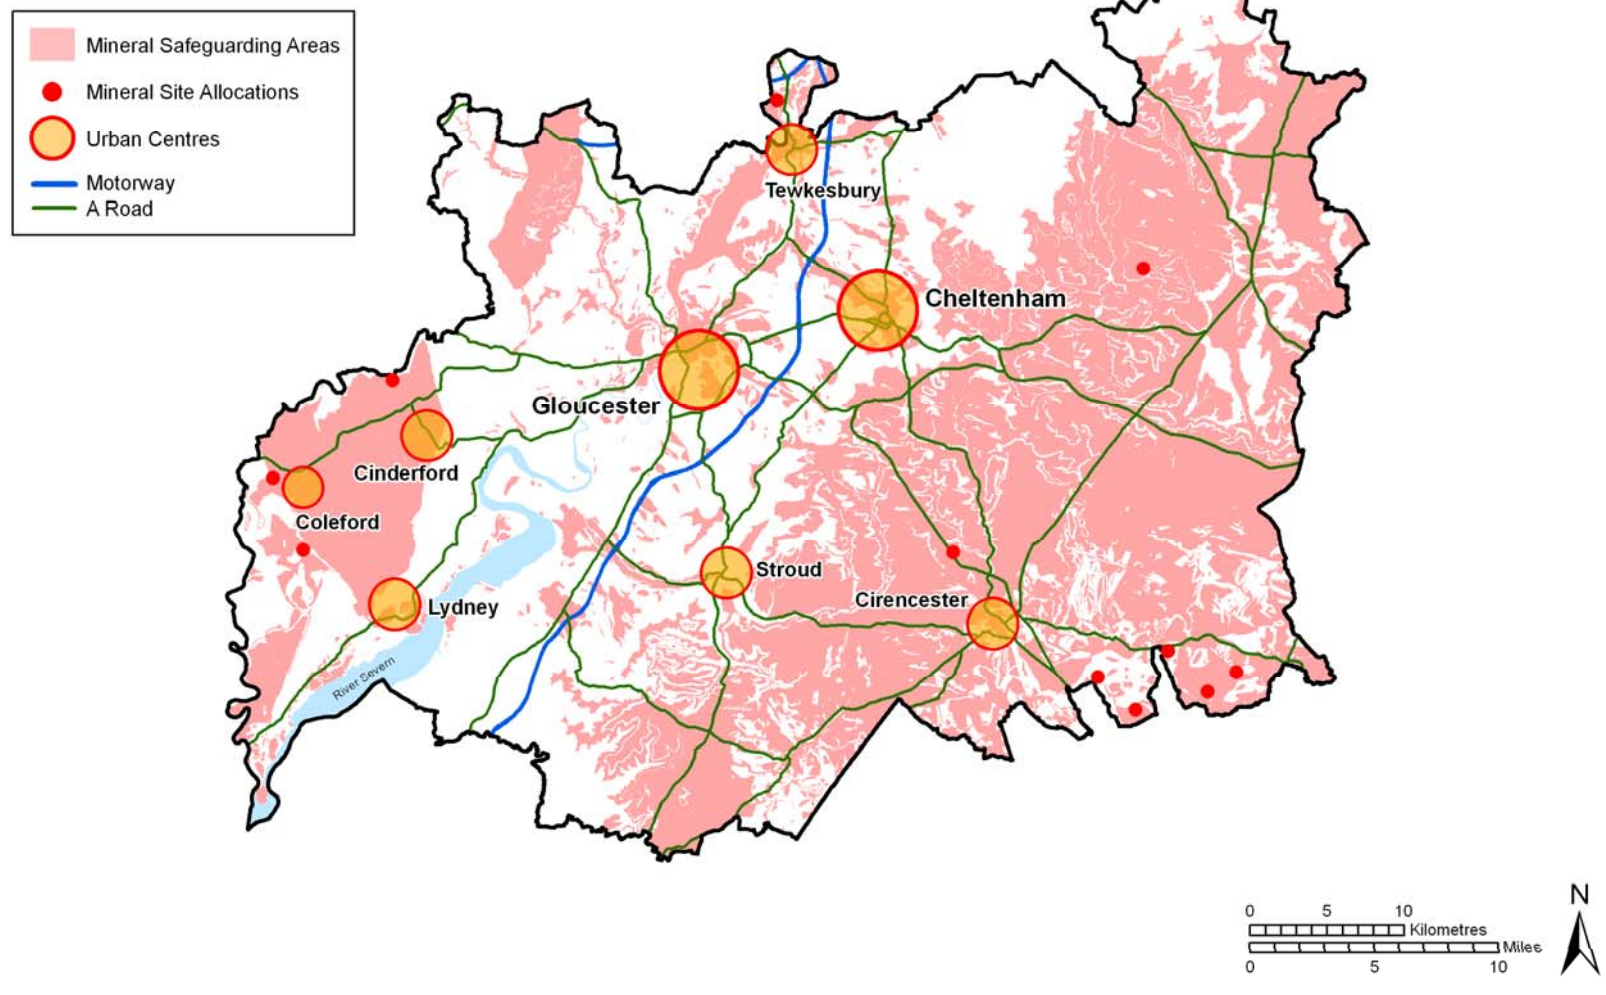 Mineral Safeguarding Areas
Mineral Site Allocations
Urban Centres
Motorway
A Road
Tewkesbury
Cheltenham
Gloucester
Cinderford
Coleford
Stroud
Cirencester
Lydney
River Severn
N
0 5 10
Kilometres
Miles
0 5 10